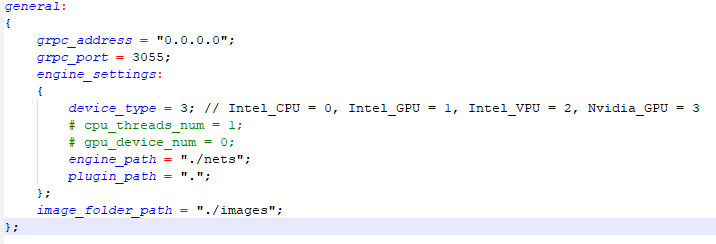 general:
{
    grpc_address = "0.0.0.0";
    grpc_port = 3055;
    engine_settings:
    {
        device_type = 3; // Intel_CPU = 0, Intel_GPU = 1, Intel_VPU = 2, Nvidia_GPU = 3
        # cpu_threads_num = 1;
        # gpu_device_num = 0;
        engine_path = "./nets";
        plugin_path = ".";
    };
    image_folder_path = "./images";
};